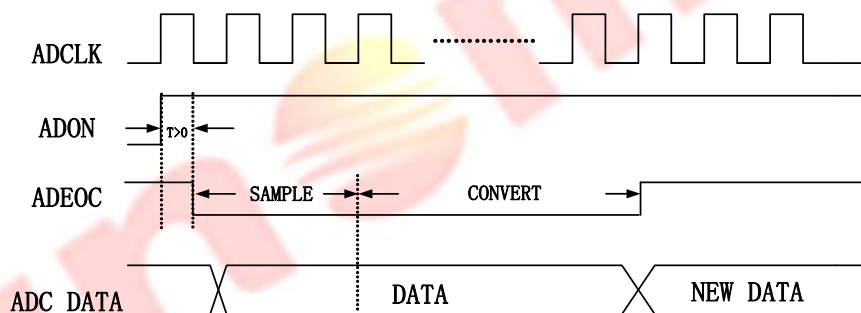 ADCLK
ADON
T>0
ADEOC
SAMPLE
CONVERT
ADC DATA
DATA
NEW DATA